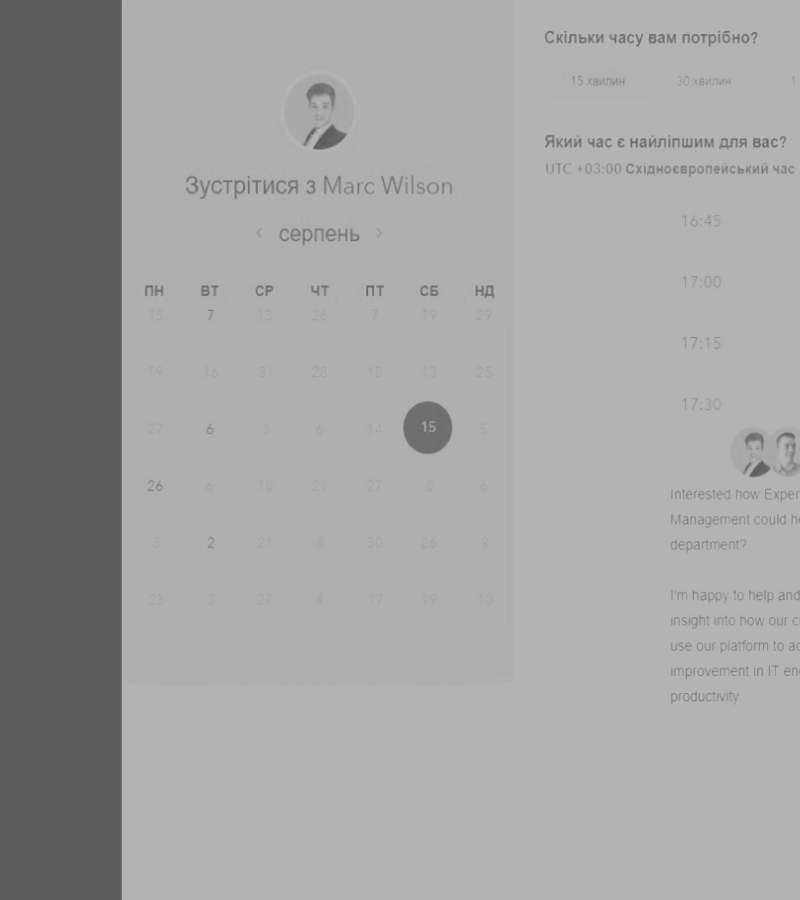 Зустрітися з Marc Wilson
‹ серпень ›
ПН ВТ СР ЧТ ПТ СБ НД
15 7 13 26 7 19 29
19 16 31 28 18 13 25
27 6 3 6 14 15 5
26 6 18 21 27 8 6
3 2 21 8 30 26 9
23 3 27 4 17 19 10
Скільки часу вам потрібно?
15 хвилин 30 хвилин 1
Який час є найліпшим для вас?
UTC +03:00 Східноєвропейський час
16:45
17:00
17:15
17:30
Interested how Exper
Management could he
department?
I'm happy to help and
insight into how our c
use our platform to ac
improvement in IT en
productivity.